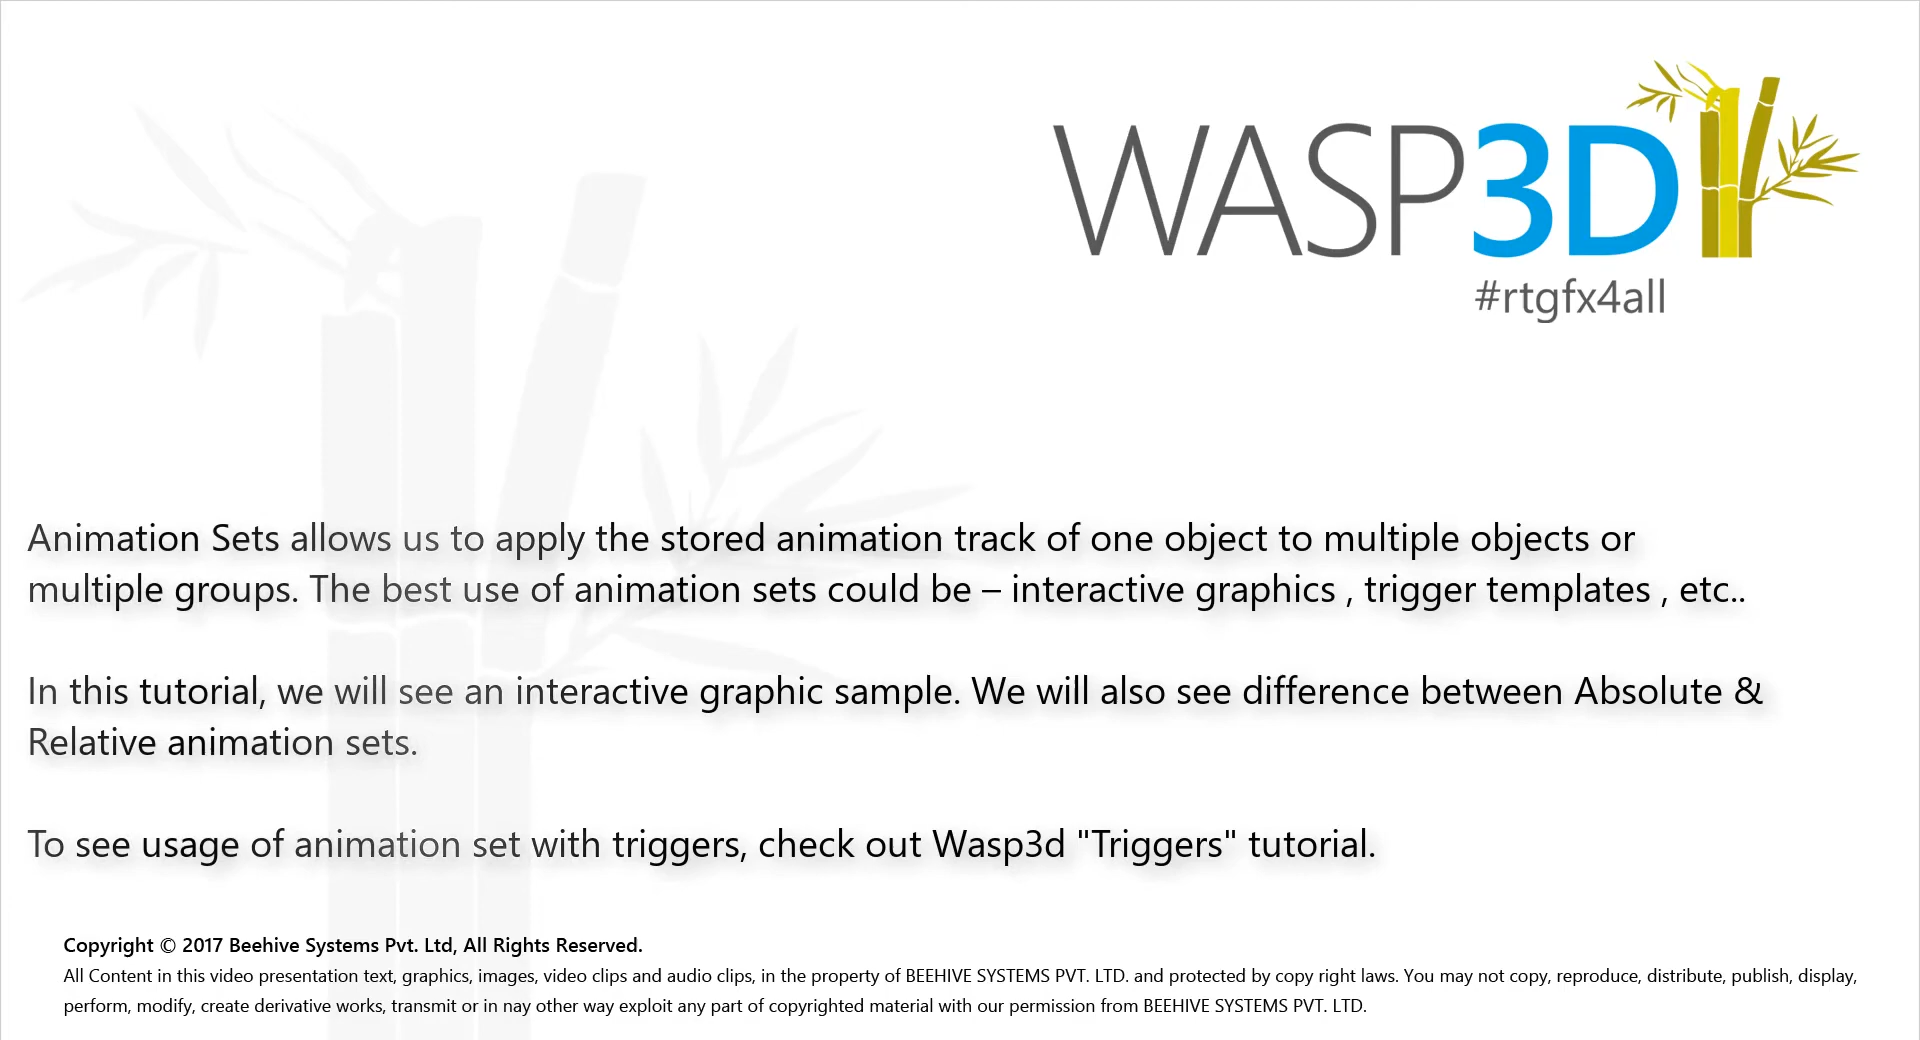 WASP3D
#rtgfx4all
Animation Sets allows us to apply the stored animation track of one object to multiple objects or
multiple groups. The best use of animation sets could be – interactive graphics , trigger templates , etc..
In this tutorial, we will see an interactive graphic sample. We will also see difference between Absolute &
Relative animation sets.
To see usage of animation set with triggers, check out Wasp3d "Triggers" tutorial.
Copyright © 2017 Beehive Systems Pvt. Ltd, All Rights Reserved.
All Content in this video presentation text, graphics, images, video clips and audio clips, in the property of BEEHIVE SYSTEMS PVT. LTD. and protected by copy right laws. You may not copy, reproduce, distribute, publish, display,
perform, modify, create derivative works, transmit or in nay other way exploit any part of copyrighted material with our permission from BEEHIVE SYSTEMS PVT. LTD.